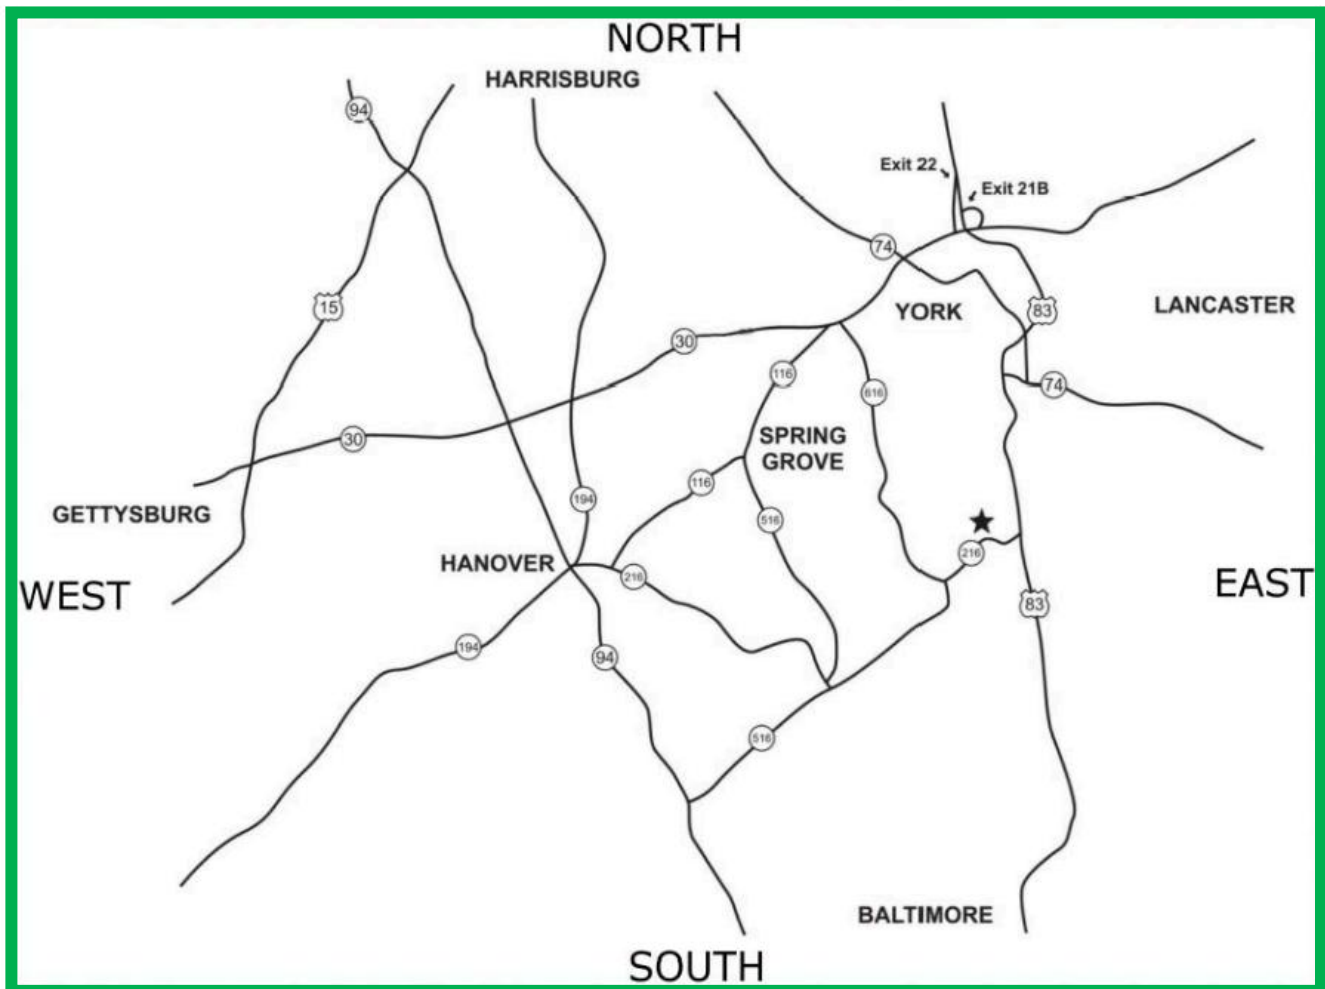 NORTH
HARRISBURG
94
Exit 22
Exit 21B
74
15
83
LANCASTER
YORK
30
116
616
74
SPRING
GROVE
30
116
194
516
GETTYSBURG
HANOVER
216
216
WEST
EAST
83
194
94
516
BALTIMORE
SOUTH